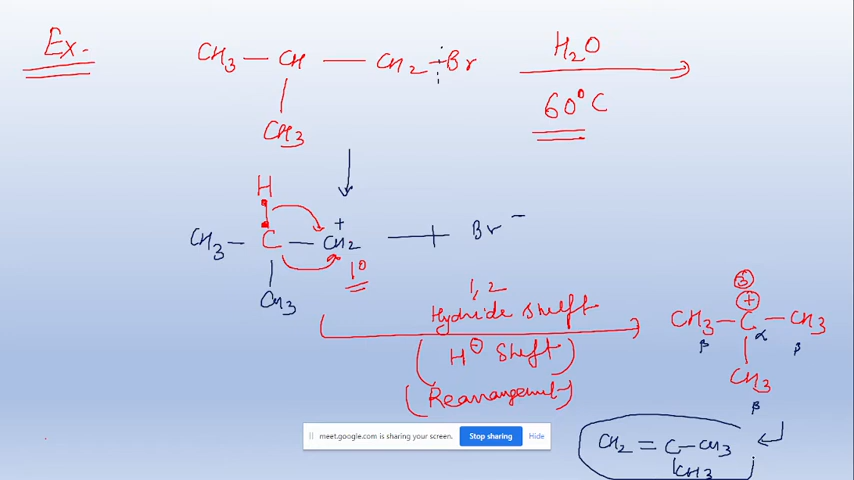 Ex.
CH3 — CH — CH2 — Br
H2O
60°C
CH3
H
CH3 — C — CH2 + Br⁻
+
1°
CH3
1,2
Hydride Shift
(H⊖ Shift)
(Rearrangement)
3°
+
CH3 — C — CH3
β α β
CH3
β
CH2 = C — CH3
CH3
meet.google.com is sharing your screen. Stop sharing Hide